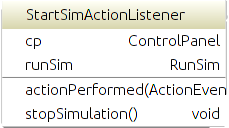 StartSimActionListener
cp ControlPanel
runSim RunSim
actionPerformed(ActionEven
stopSimulation() void